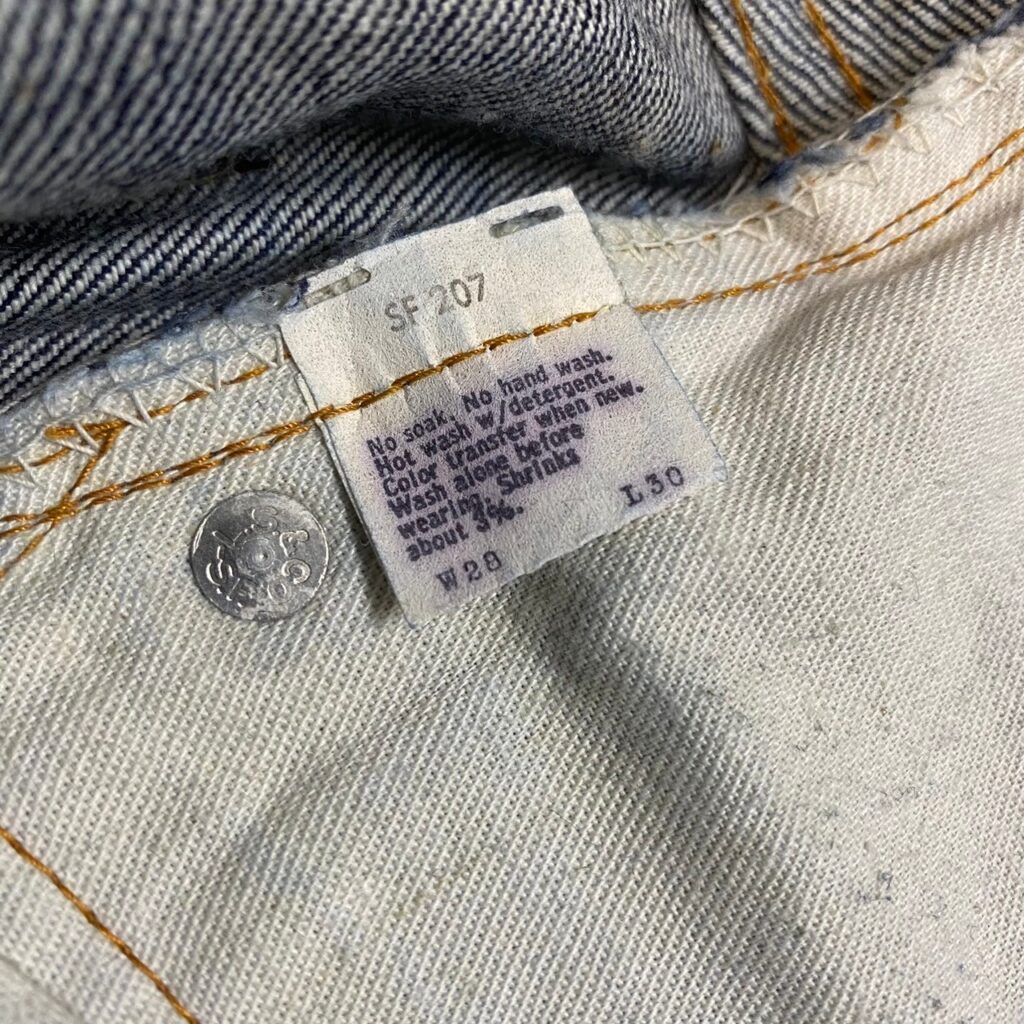 SF 207
No soak. No hand wash.
Hot wash w/detergent.
Color transfer when new.
Wash alone before
wearing. Shrinks
about 3%.
W28 L30